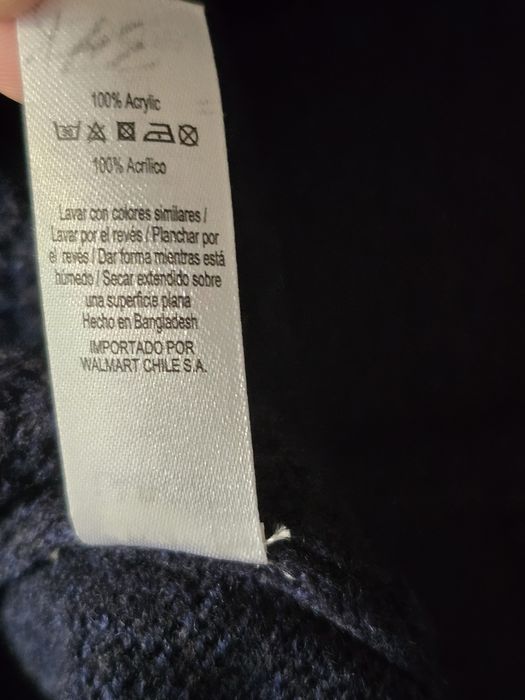 100% Acrylic
100% Acrílico
Lavar con colores similares /
Lavar por el revés / Planchar por
el revés / Dar forma mientras está
húmedo / Secar extendido sobre
una superficie plana
Hecho en Bangladesh
IMPORTADO POR
WALMART CHILE S.A.